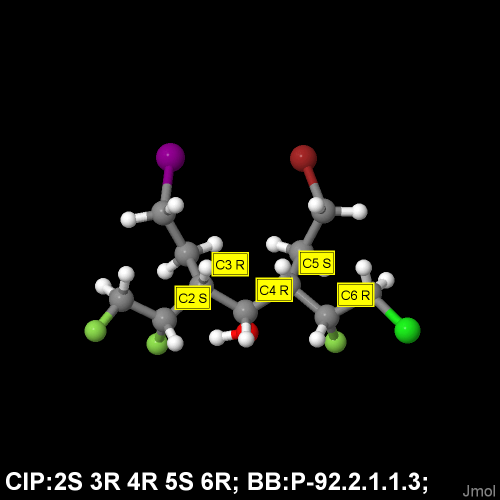 C3 R
C5 S
C2 S
C4 R
C6 R
CIP:2S 3R 4R 5S 6R; BB:P-92.2.1.1.3;
Jmol